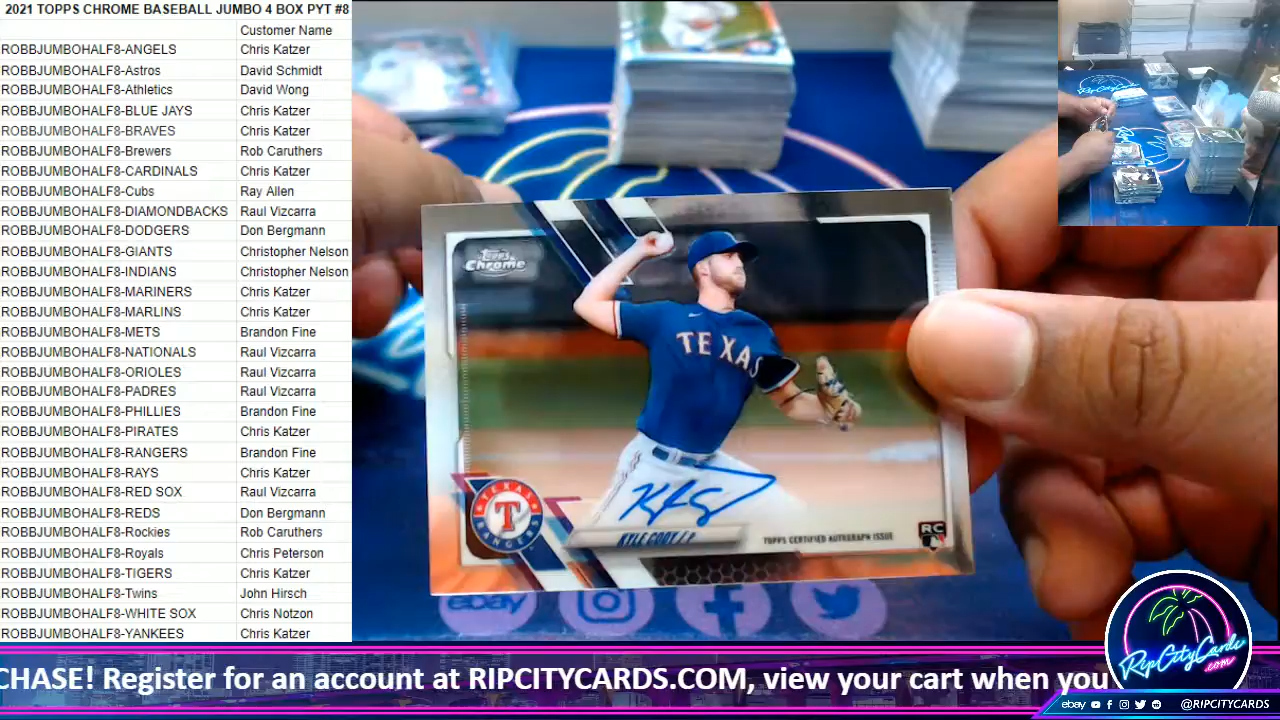 2021 TOPPS CHROME BASEBALL JUMBO 4 BOX PYT #8
Customer Name
ROBBJUMBOHALF8-ANGELS Chris Katzer
ROBBJUMBOHALF8-Astros David Schmidt
ROBBJUMBOHALF8-Athletics David Wong
ROBBJUMBOHALF8-BLUE JAYS Chris Katzer
ROBBJUMBOHALF8-BRAVES Chris Katzer
ROBBJUMBOHALF8-Brewers Rob Caruthers
ROBBJUMBOHALF8-CARDINALS Chris Katzer
ROBBJUMBOHALF8-Cubs Ray Allen
ROBBJUMBOHALF8-DIAMONDBACKS Raul Vizcarra
ROBBJUMBOHALF8-DODGERS Don Bergmann
ROBBJUMBOHALF8-GIANTS Christopher Nelson
ROBBJUMBOHALF8-INDIANS Christopher Nelson
ROBBJUMBOHALF8-MARINERS Chris Katzer
ROBBJUMBOHALF8-MARLINS Chris Katzer
ROBBJUMBOHALF8-METS Brandon Fine
ROBBJUMBOHALF8-NATIONALS Raul Vizcarra
ROBBJUMBOHALF8-ORIOLES Raul Vizcarra
ROBBJUMBOHALF8-PADRES Raul Vizcarra
ROBBJUMBOHALF8-PHILLIES Brandon Fine
ROBBJUMBOHALF8-PIRATES Chris Katzer
ROBBJUMBOHALF8-RANGERS Brandon Fine
ROBBJUMBOHALF8-RAYS Chris Katzer
ROBBJUMBOHALF8-RED SOX Raul Vizcarra
ROBBJUMBOHALF8-REDS Don Bergmann
ROBBJUMBOHALF8-Rockies Rob Caruthers
ROBBJUMBOHALF8-Royals Chris Peterson
ROBBJUMBOHALF8-TIGERS Chris Katzer
ROBBJUMBOHALF8-Twins John Hirsch
ROBBJUMBOHALF8-WHITE SOX Chris Notzon
ROBBJUMBOHALF8-YANKEES Chris Katzer
Topps
Chrome
TEXAS
TEXAS
T
RANGERS
KYLE CODY / P
TOPPS CERTIFIED AUTOGRAPH ISSUE
RC
ebay
CHASE! Register for an account at RIPCITYCARDS.COM, view your cart when you
RipCityCards
.com
ebay @RIPCITYCARDS